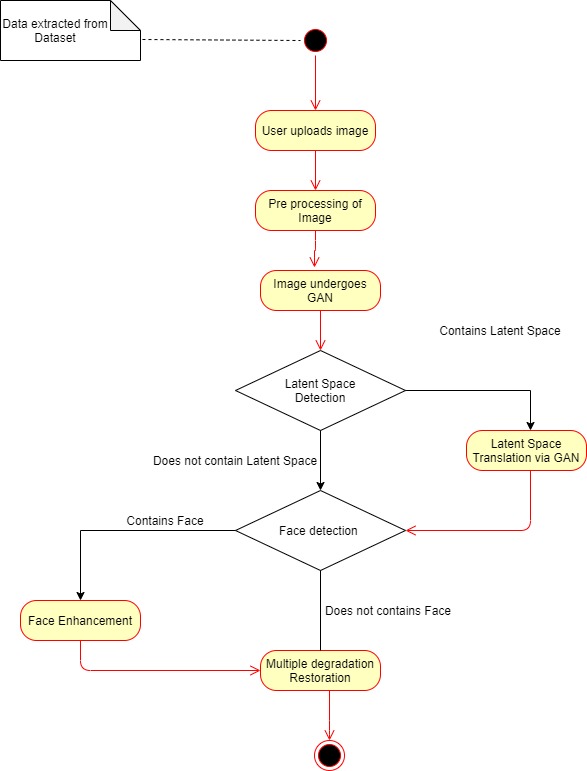 Data extracted from
Dataset
User uploads image
Pre processing of
Image
Image undergoes
GAN
Contains Latent Space
Latent Space
Detection
Latent Space
Translation via GAN
Does not contain Latent Space
Contains Face
Face detection
Does not contains Face
Face Enhancement
Multiple degradation
Restoration